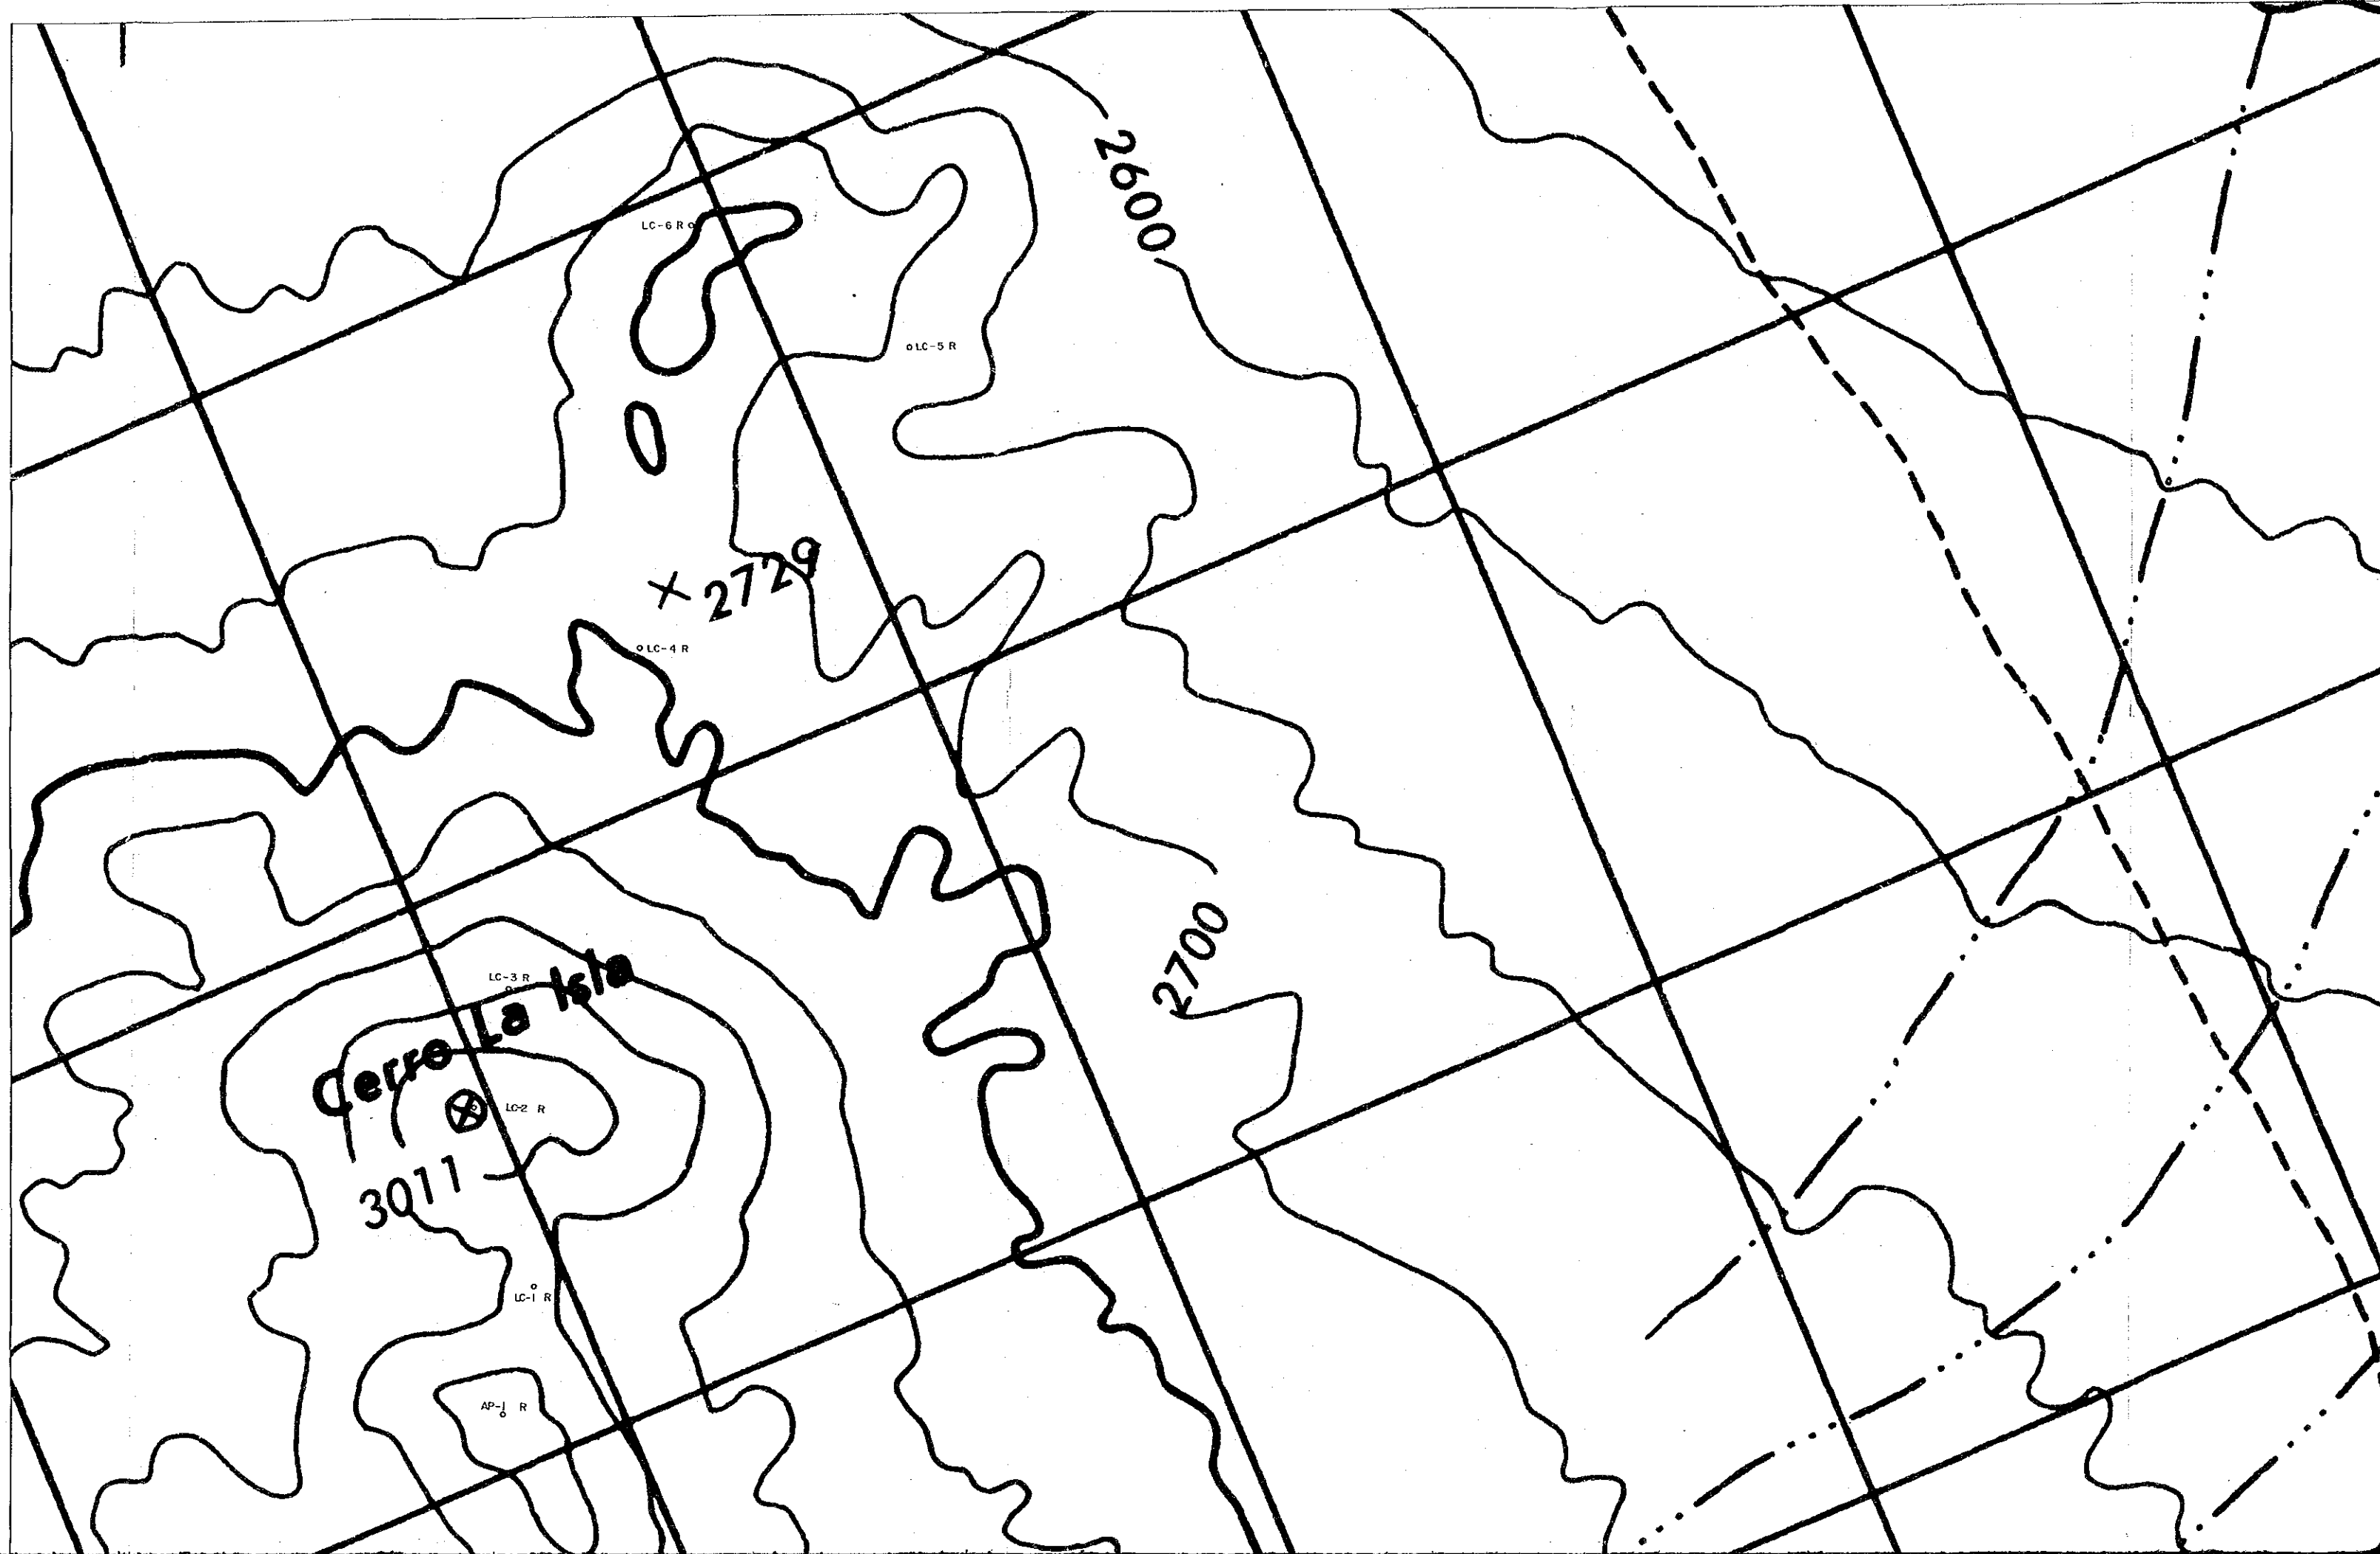 2600
LC-6 R
LC-5 R
2729
LC-4 R
2700
LC-3 R
Cerro La Isla
LC-2 R
3011
LC-1 R
AP-1 R